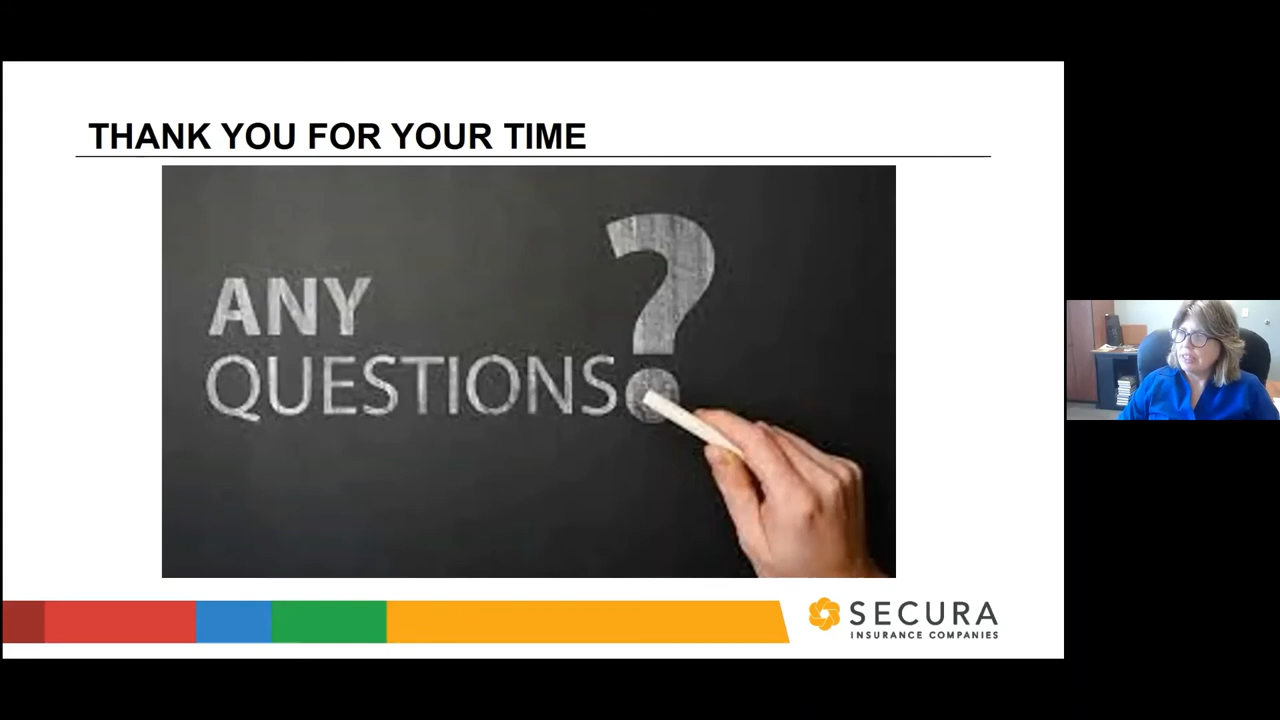 THANK YOU FOR YOUR TIME
ANY
QUESTIONS?
SECURA
INSURANCE COMPANIES